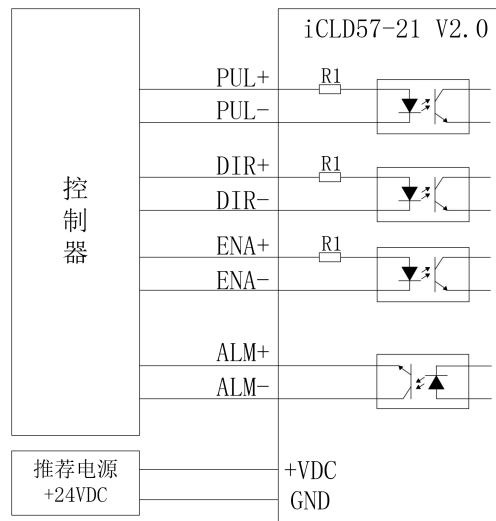 iCLD57-21 V2.0
PUL+
R1
PUL-
DIR+
R1
DIR-
控制器
ENA+
R1
ENA-
ALM+
ALM-
推荐电源
+24VDC
+VDC
GND